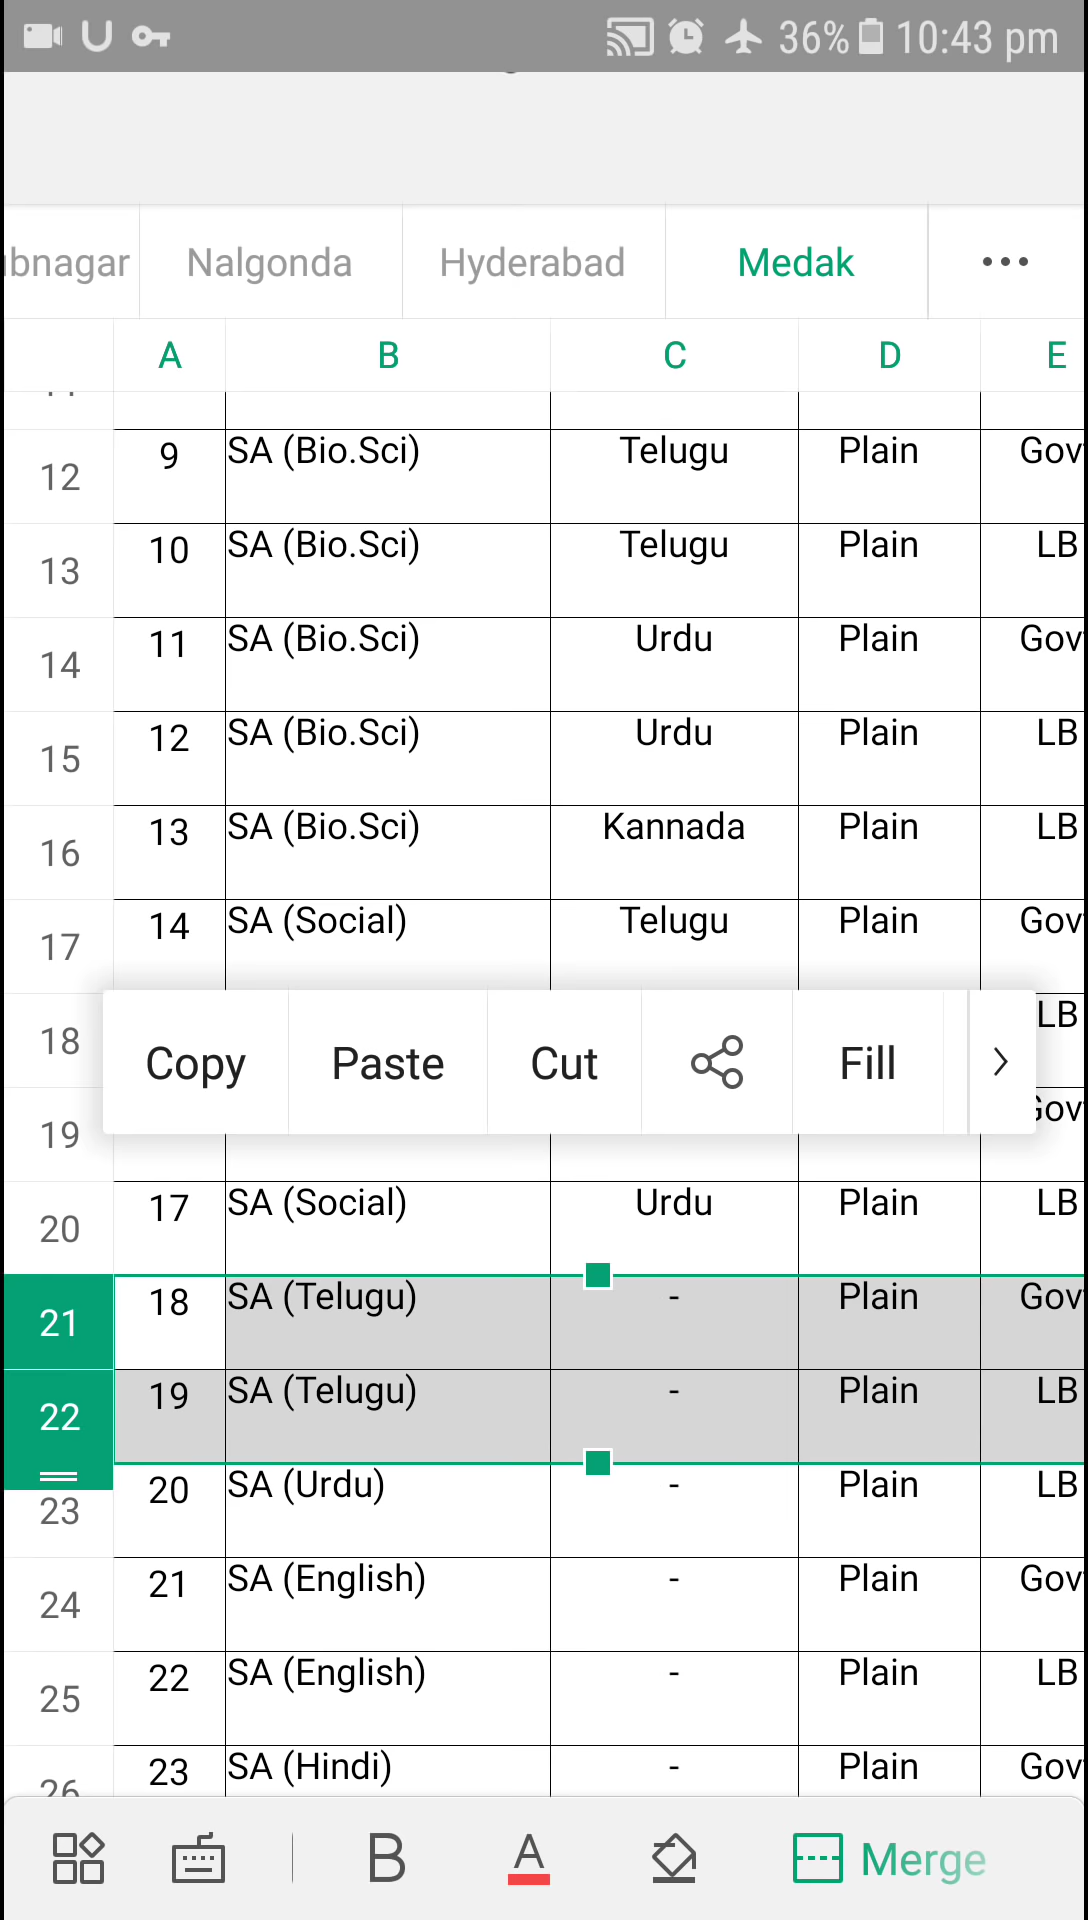 36% 10:43 pm
bnagar Nalgonda Hyderabad Medak
A B C D E
12 9 SA (Bio.Sci) Telugu Plain Gov
13 10 SA (Bio.Sci) Telugu Plain LB
14 11 SA (Bio.Sci) Urdu Plain Gov
15 12 SA (Bio.Sci) Urdu Plain LB
16 13 SA (Bio.Sci) Kannada Plain LB
17 14 SA (Social) Telugu Plain Gov
18 LB
Copy Paste Cut Fill
19 Gov
20 17 SA (Social) Urdu Plain LB
21 18 SA (Telugu) - Plain Gov
22 19 SA (Telugu) - Plain LB
23 20 SA (Urdu) - Plain LB
24 21 SA (English) - Plain Gov
25 22 SA (English) - Plain LB
26 23 SA (Hindi) - Plain Gov
B A Merge